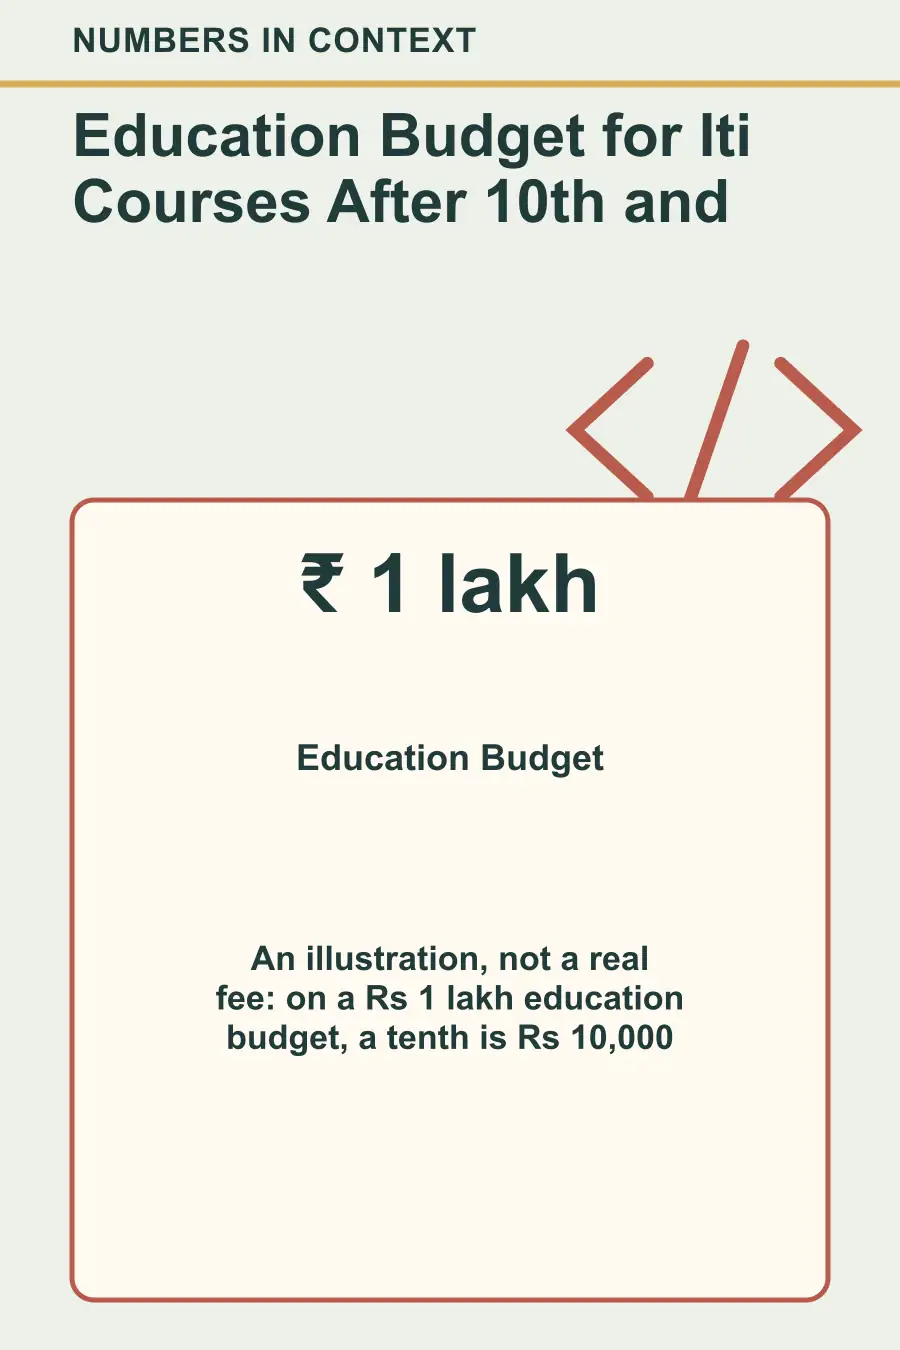 NUMBERS IN CONTEXT
Education Budget for Iti
Courses After 10th and
₹ 1 lakh
Education Budget
An illustration, not a real
fee: on a Rs 1 lakh education
budget, a tenth is Rs 10,000